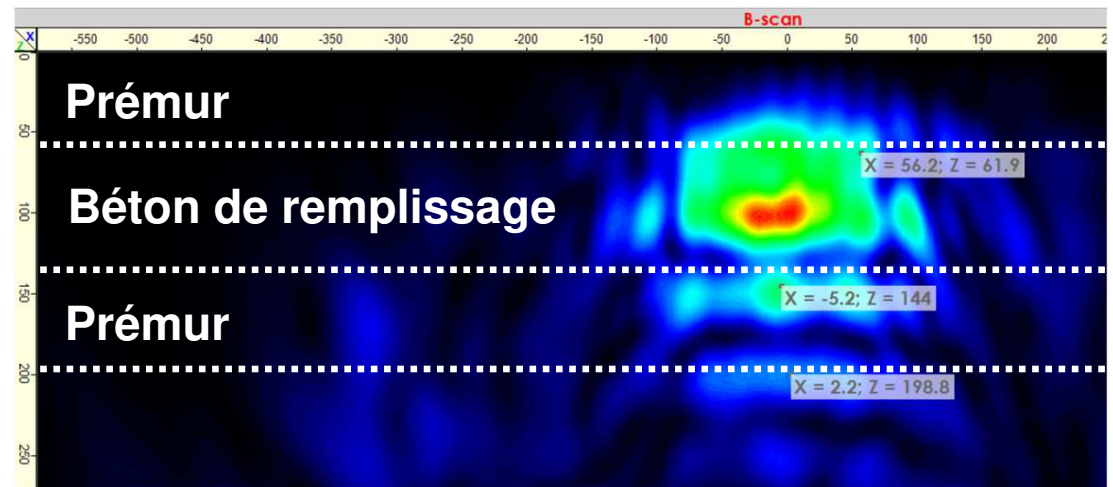 B-scan
X -550 -500 -450 -400 -350 -300 -250 -200 -150 -100 -50 0 50 100 150 200 2
Z
0
Prémur
50
X = 56.2; Z = 61.9
Béton de remplissage
100
150
X = -5.2; Z = 144
Prémur
200
X = 2.2; Z = 198.8
250